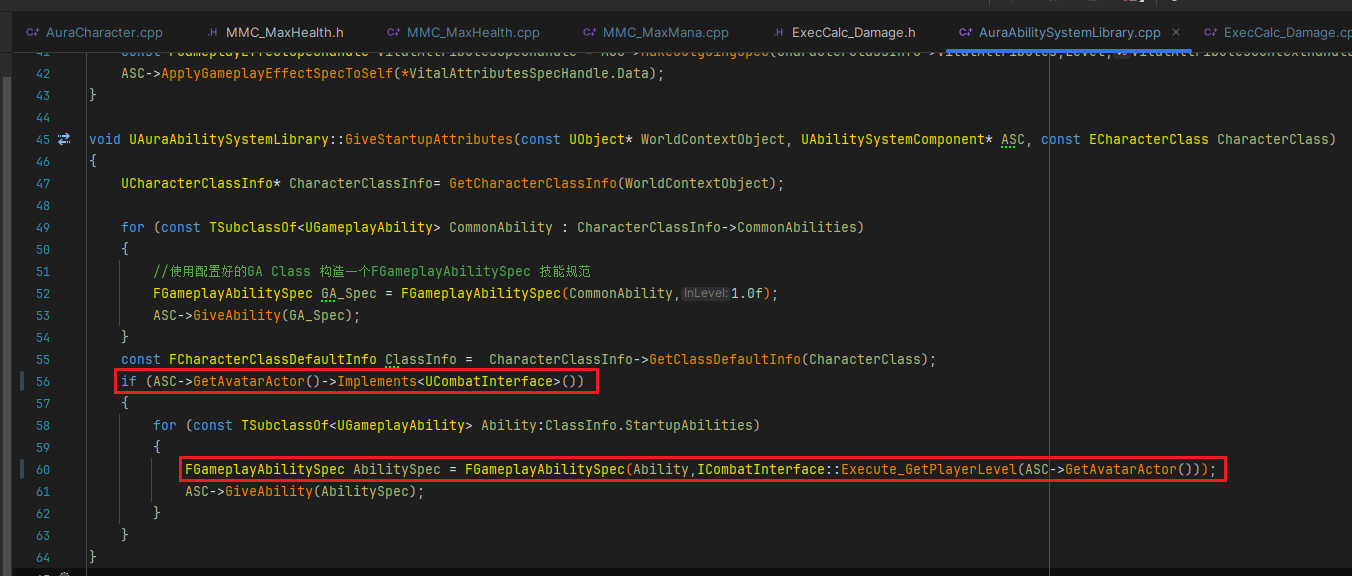 AuraCharacter.cpp MMC_MaxHealth.h MMC_MaxHealth.cpp MMC_MaxMana.cpp ExecCalc_Damage.h AuraAbilitySystemLibrary.cpp ExecCalc_Damage.cp
42 ASC->ApplyGameplayEffectSpecToSelf(*VitalAttributesSpecHandle.Data);
43 }
44
45 void UAuraAbilitySystemLibrary::GiveStartupAttributes(const UObject* WorldContextObject, UAbilitySystemComponent* ASC, const ECharacterClass CharacterClass)
46 {
47 UCharacterClassInfo* CharacterClassInfo= GetCharacterClassInfo(WorldContextObject);
48
49 for (const TSubclassOf<UGameplayAbility> CommonAbility : CharacterClassInfo->CommonAbilities)
50 {
51 //使用配置好的GA Class 构造一个FGameplayAbilitySpec 技能规范
52 FGameplayAbilitySpec GA_Spec = FGameplayAbilitySpec(CommonAbility,InLevel:1.0f);
53 ASC->GiveAbility(GA_Spec);
54 }
55 const FCharacterClassDefaultInfo ClassInfo = CharacterClassInfo->GetClassDefaultInfo(CharacterClass);
56 if (ASC->GetAvatarActor()->Implements<UCombatInterface>())
57 {
58 for (const TSubclassOf<UGameplayAbility> Ability:ClassInfo.StartupAbilities)
59 {
60 FGameplayAbilitySpec AbilitySpec = FGameplayAbilitySpec(Ability,ICombatInterface::Execute_GetPlayerLevel(ASC->GetAvatarActor()));
61 ASC->GiveAbility(AbilitySpec);
62 }
63 }
64 }